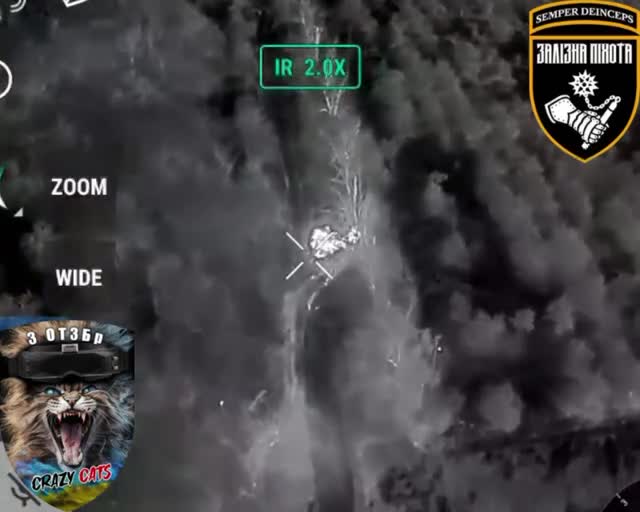 SEMPER DEINCEPS
ЗАЛІЗНА ПІХОТА
IR 2.0X
ZOOM
WIDE
3 ОТЗБр
CRAZY CATS